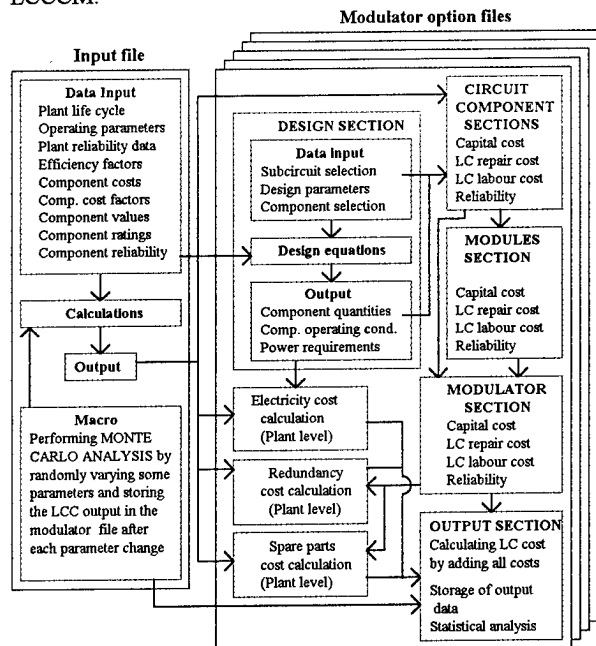 LCCCM.
Modulator option files
Input file
Data Input
Plant life cycle
Operating parameters
Plant reliability data
Efficiency factors
Component costs
Comp. cost factors
Component values
Component ratings
Component reliability
Calculations
Output
Macro
Performing MONTE
CARLO ANALYSIS by
randomly varying some
parameters and storing
the LCC output in the
modulator file after
each parameter change
DESIGN SECTION
Data Input
Subcircuit selection
Design parameters
Component selection
Design equations
Output
Component quantities
Comp. operating cond.
Power requirements
Electricity cost
calculation
(Plant level)
Redundancy
cost calculation
(Plant level)
Spare parts
cost calculation
(Plant level)
CIRCUIT
COMPONENT
SECTIONS
Capital cost
LC repair cost
LC labour cost
Reliability
MODULES
SECTION
Capital cost
LC repair cost
LC labour cost
Reliability
MODULATOR
SECTION
Capital cost
LC repair cost
LC labour cost
Reliability
OUTPUT SECTION
Calculating LC cost
by adding all costs
Storage of output
data
Statistical analysis